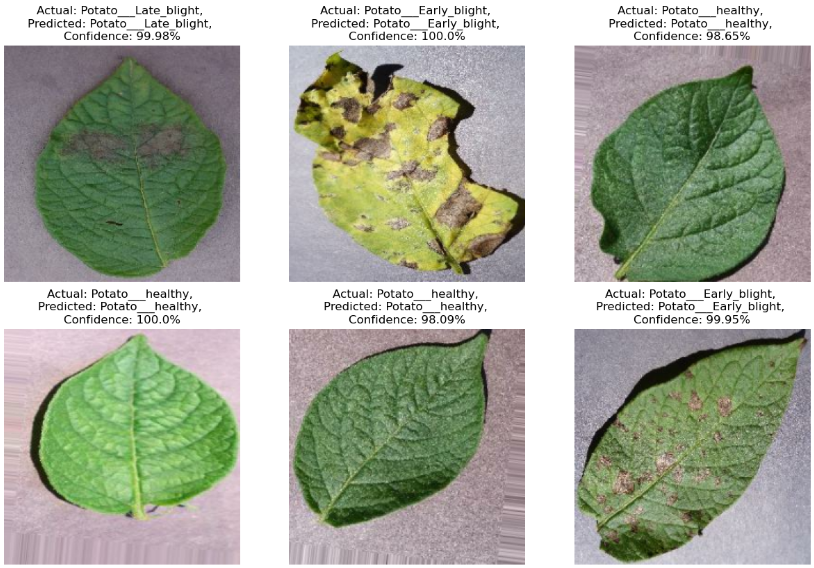 Actual: Potato___Late_blight,
Predicted: Potato___Late_blight,
Confidence: 99.98%
Actual: Potato___Early_blight,
Predicted: Potato___Early_blight,
Confidence: 100.0%
Actual: Potato___healthy,
Predicted: Potato___healthy,
Confidence: 98.65%
Actual: Potato___healthy,
Predicted: Potato___healthy,
Confidence: 100.0%
Actual: Potato___healthy,
Predicted: Potato___healthy,
Confidence: 98.09%
Actual: Potato___Early_blight,
Predicted: Potato___Early_blight,
Confidence: 99.95%